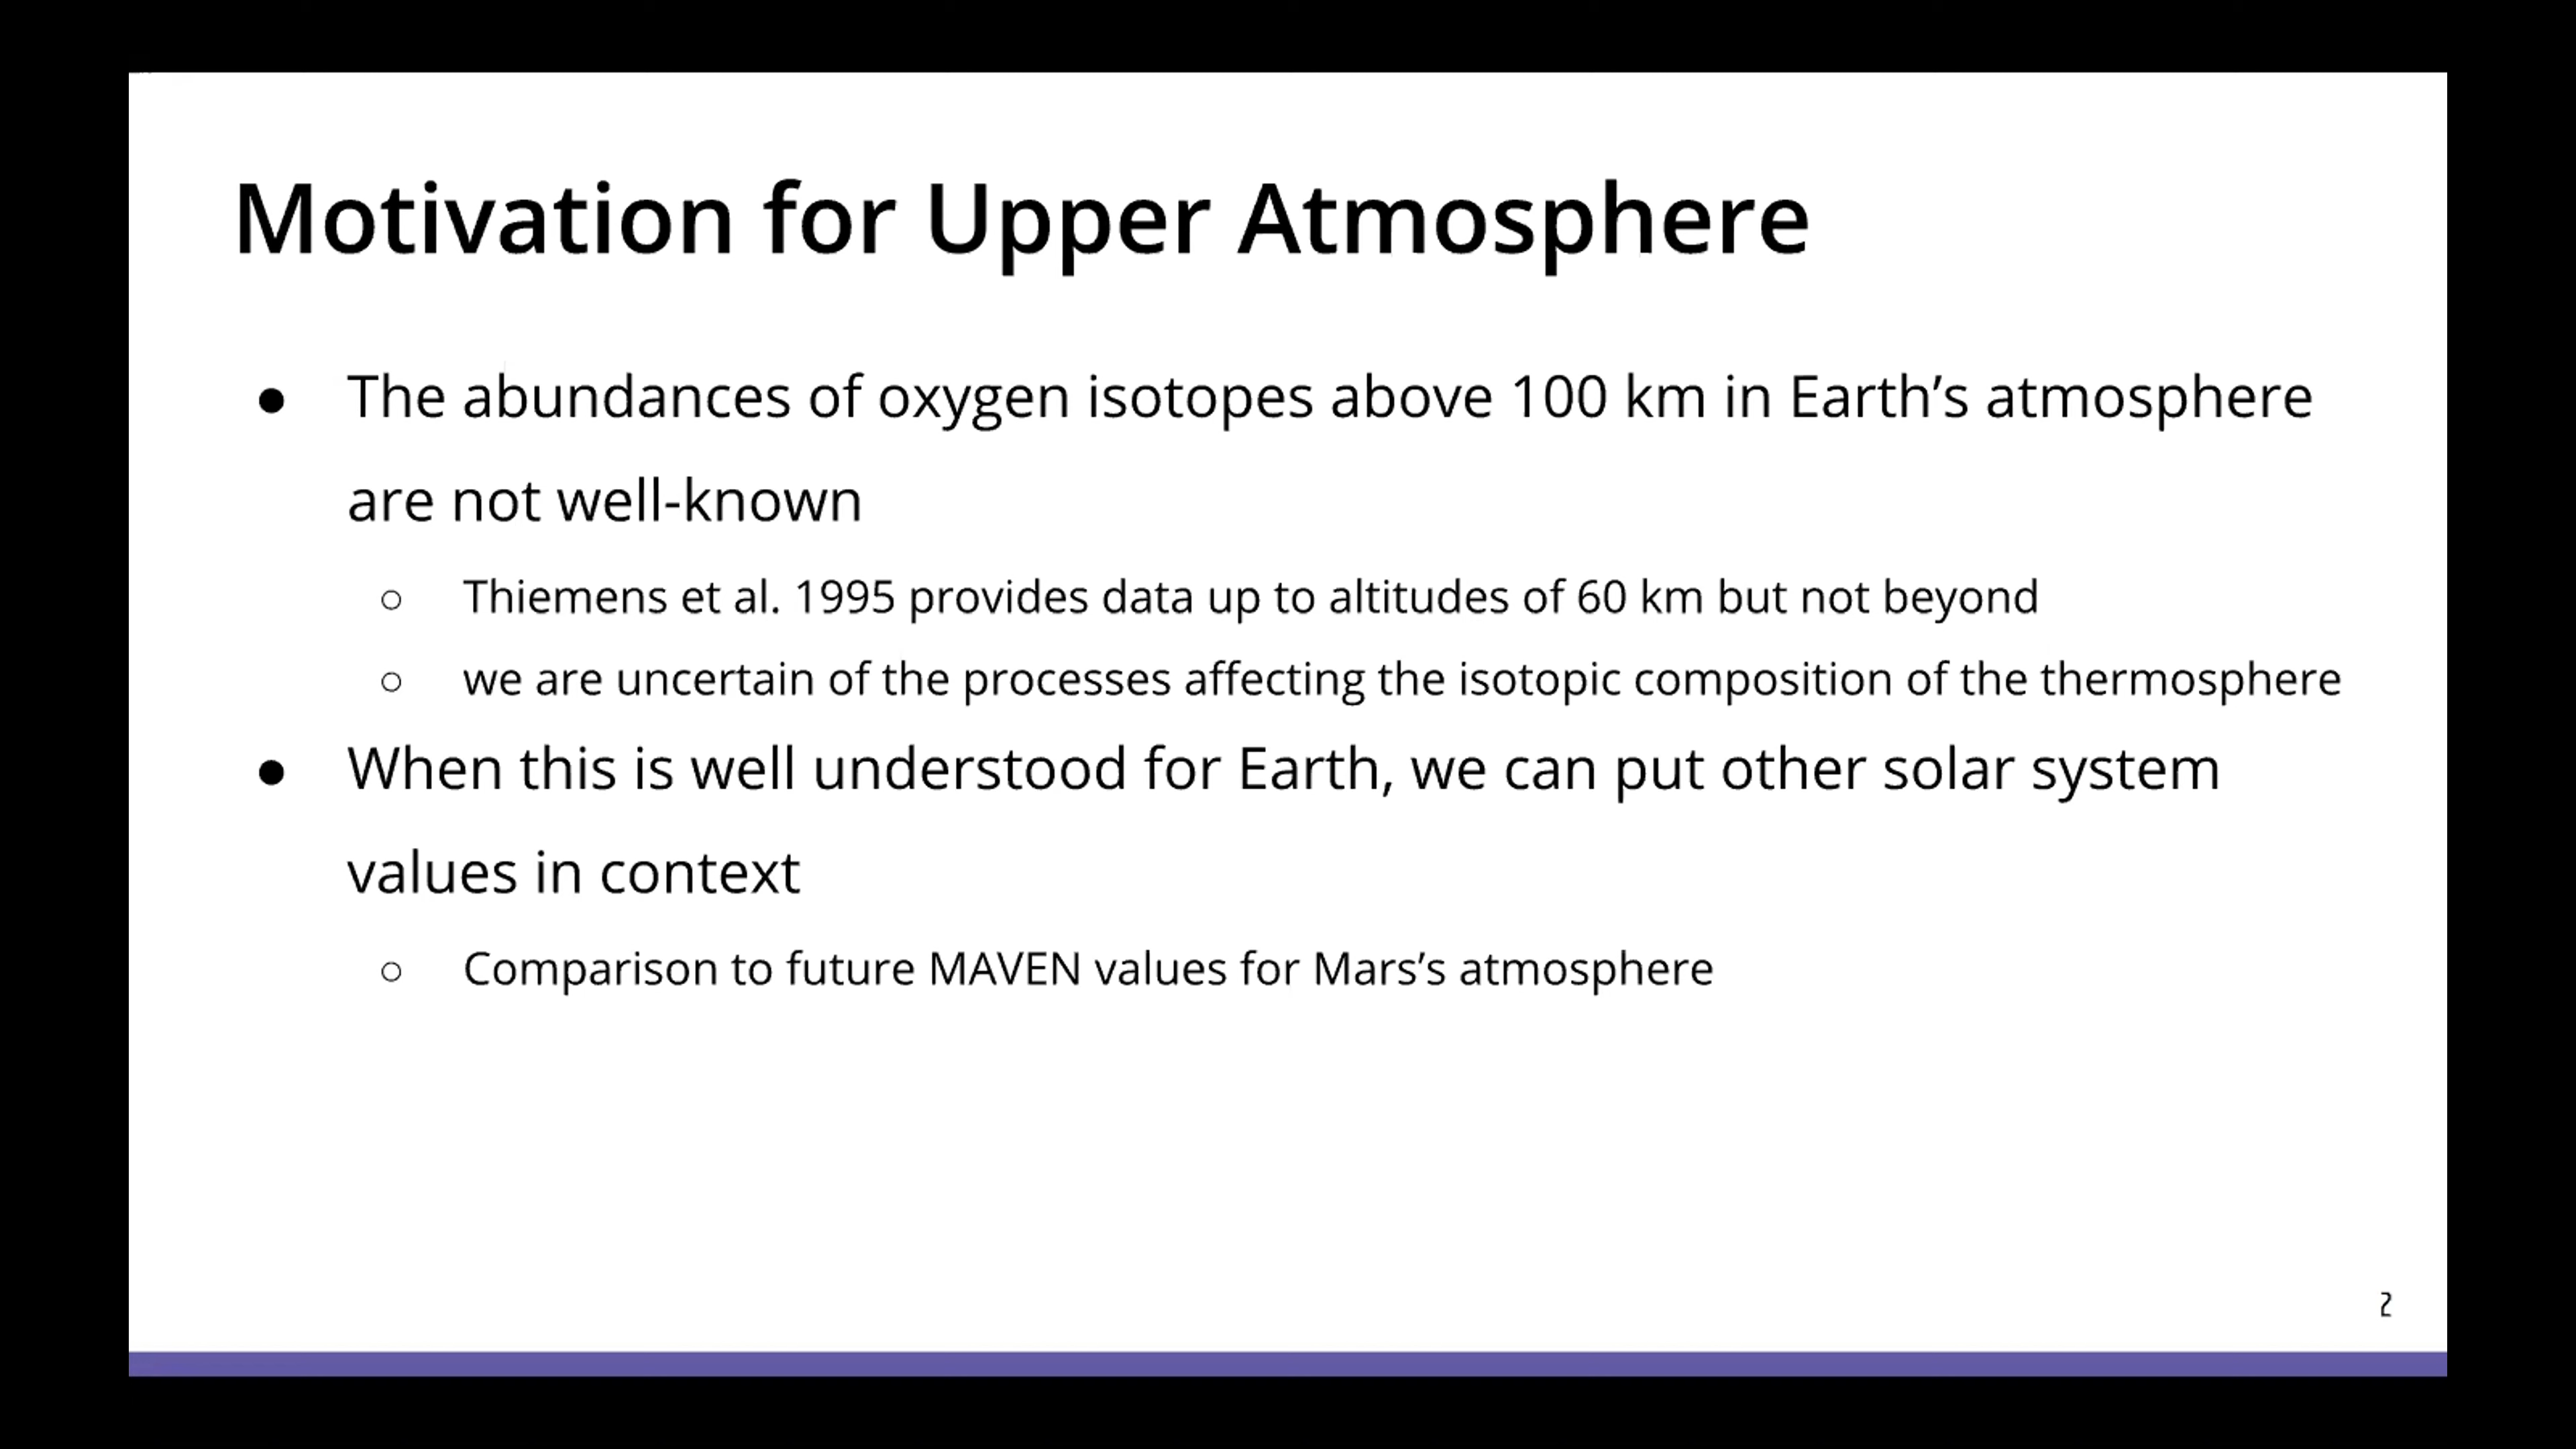 Motivation for Upper Atmosphere
● The abundances of oxygen isotopes above 100 km in Earth’s atmosphere
are not well-known
○ Thiemens et al. 1995 provides data up to altitudes of 60 km but not beyond
○ we are uncertain of the processes affecting the isotopic composition of the thermosphere
● When this is well understood for Earth, we can put other solar system
values in context
○ Comparison to future MAVEN values for Mars’s atmosphere
2